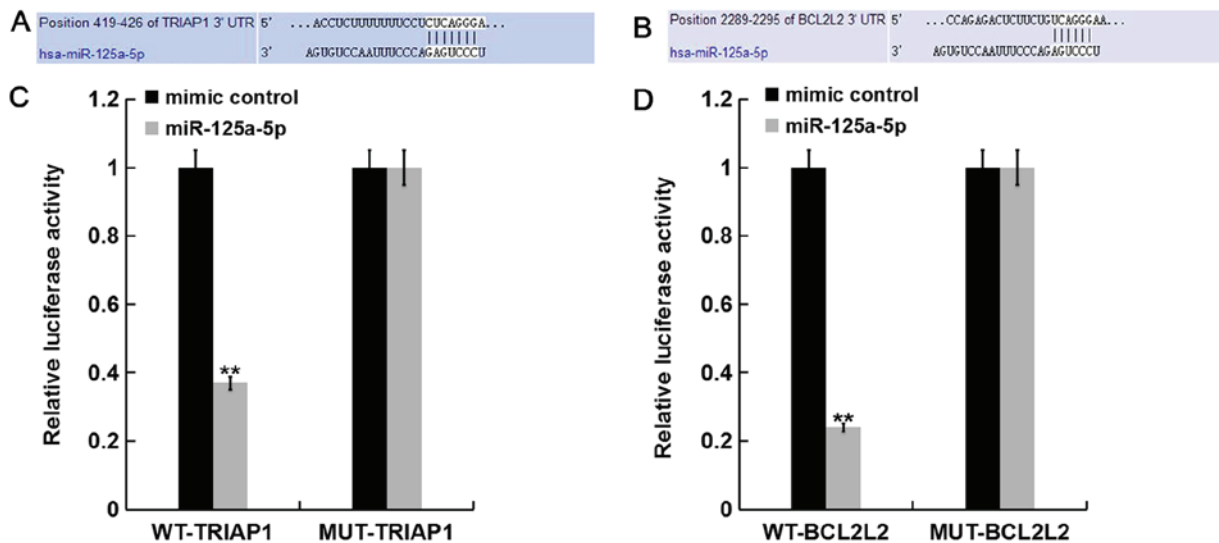 A
Position 419-426 of TRIAP1 3' UTR 5' ...ACCUCUUUUUUUCCUCUCAGGGA...
hsa-miR-125a-5p 3' AGUGUCCAAUUUCCCAGAGUCCCU
B
Position 2289-2295 of BCL2L2 3' UTR 5' ...CCAGAGACUCUUCUGUCAGGGAA...
hsa-miR-125a-5p 3' AGUGUCCAAUUUCCCAGAGUCCCU
C
mimic control
miR-125a-5p
Relative luciferase activity
1.2
1
0.8
0.6
0.4
0.2
0
**
WT-TRIAP1 MUT-TRIAP1
D
mimic control
miR-125a-5p
Relative luciferase activity
1.2
1
0.8
0.6
0.4
0.2
0
**
WT-BCL2L2 MUT-BCL2L2